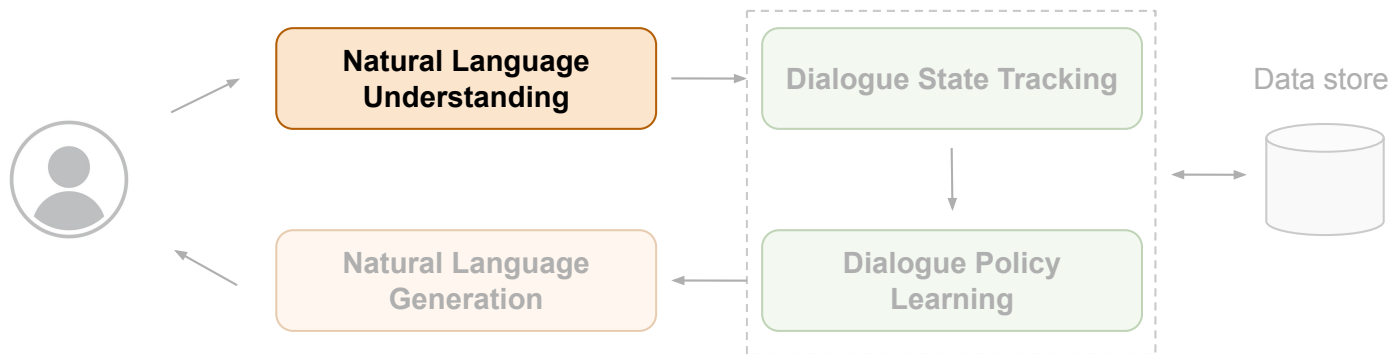 Natural Language
Understanding
Dialogue State Tracking
Data store
Natural Language
Generation
Dialogue Policy
Learning